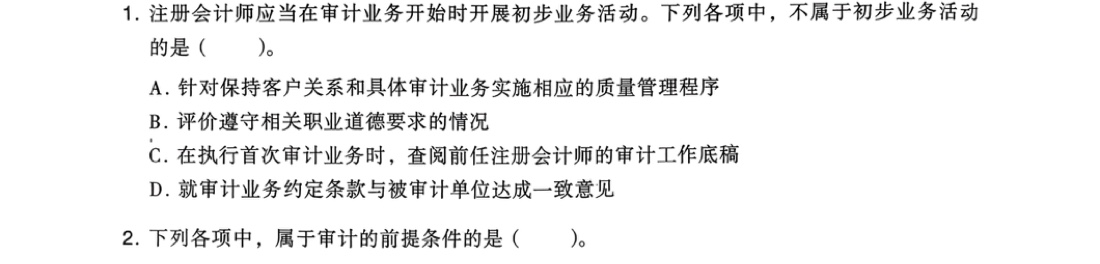 1. 注册会计师应当在审计业务开始时开展初步业务活动。下列各项中，不属于初步业务活动
的是（　　）。
A. 针对保持客户关系和具体审计业务实施相应的质量管理程序
B. 评价遵守相关职业道德要求的情况
C. 在执行首次审计业务时，查阅前任注册会计师的审计工作底稿
D. 就审计业务约定条款与被审计单位达成一致意见
2. 下列各项中，属于审计的前提条件的是（　　）。